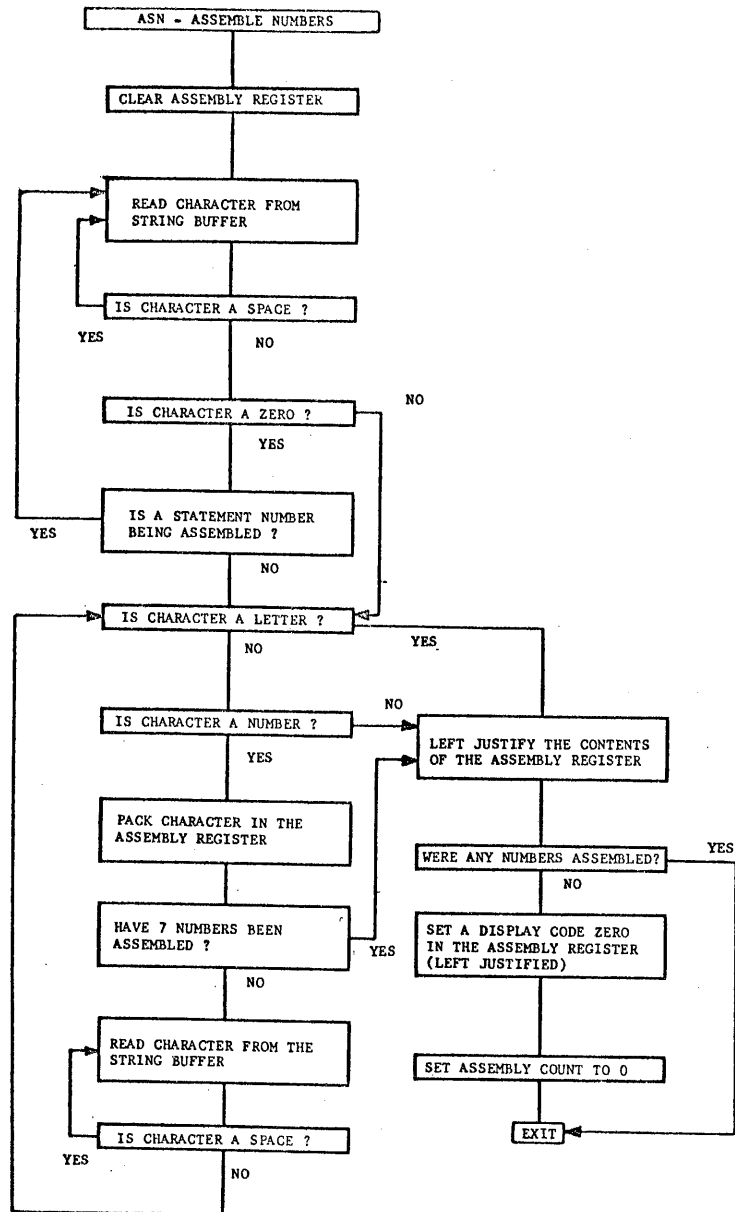 ASN - ASSEMBLE NUMBERS
CLEAR ASSEMBLY REGISTER
READ CHARACTER FROM
STRING BUFFER
IS CHARACTER A SPACE ?
YES
NO
IS CHARACTER A ZERO ?
NO
YES
IS A STATEMENT NUMBER
BEING ASSEMBLED ?
YES
NO
IS CHARACTER A LETTER ?
YES
NO
IS CHARACTER A NUMBER ?
NO
YES
LEFT JUSTIFY THE CONTENTS
OF THE ASSEMBLY REGISTER
PACK CHARACTER IN THE
ASSEMBLY REGISTER
WERE ANY NUMBERS ASSEMBLED?
YES
NO
HAVE 7 NUMBERS BEEN
ASSEMBLED ?
YES
NO
SET A DISPLAY CODE ZERO
IN THE ASSEMBLY REGISTER
(LEFT JUSTIFIED)
READ CHARACTER FROM THE
STRING BUFFER
SET ASSEMBLY COUNT TO 0
IS CHARACTER A SPACE ?
YES
NO
EXIT